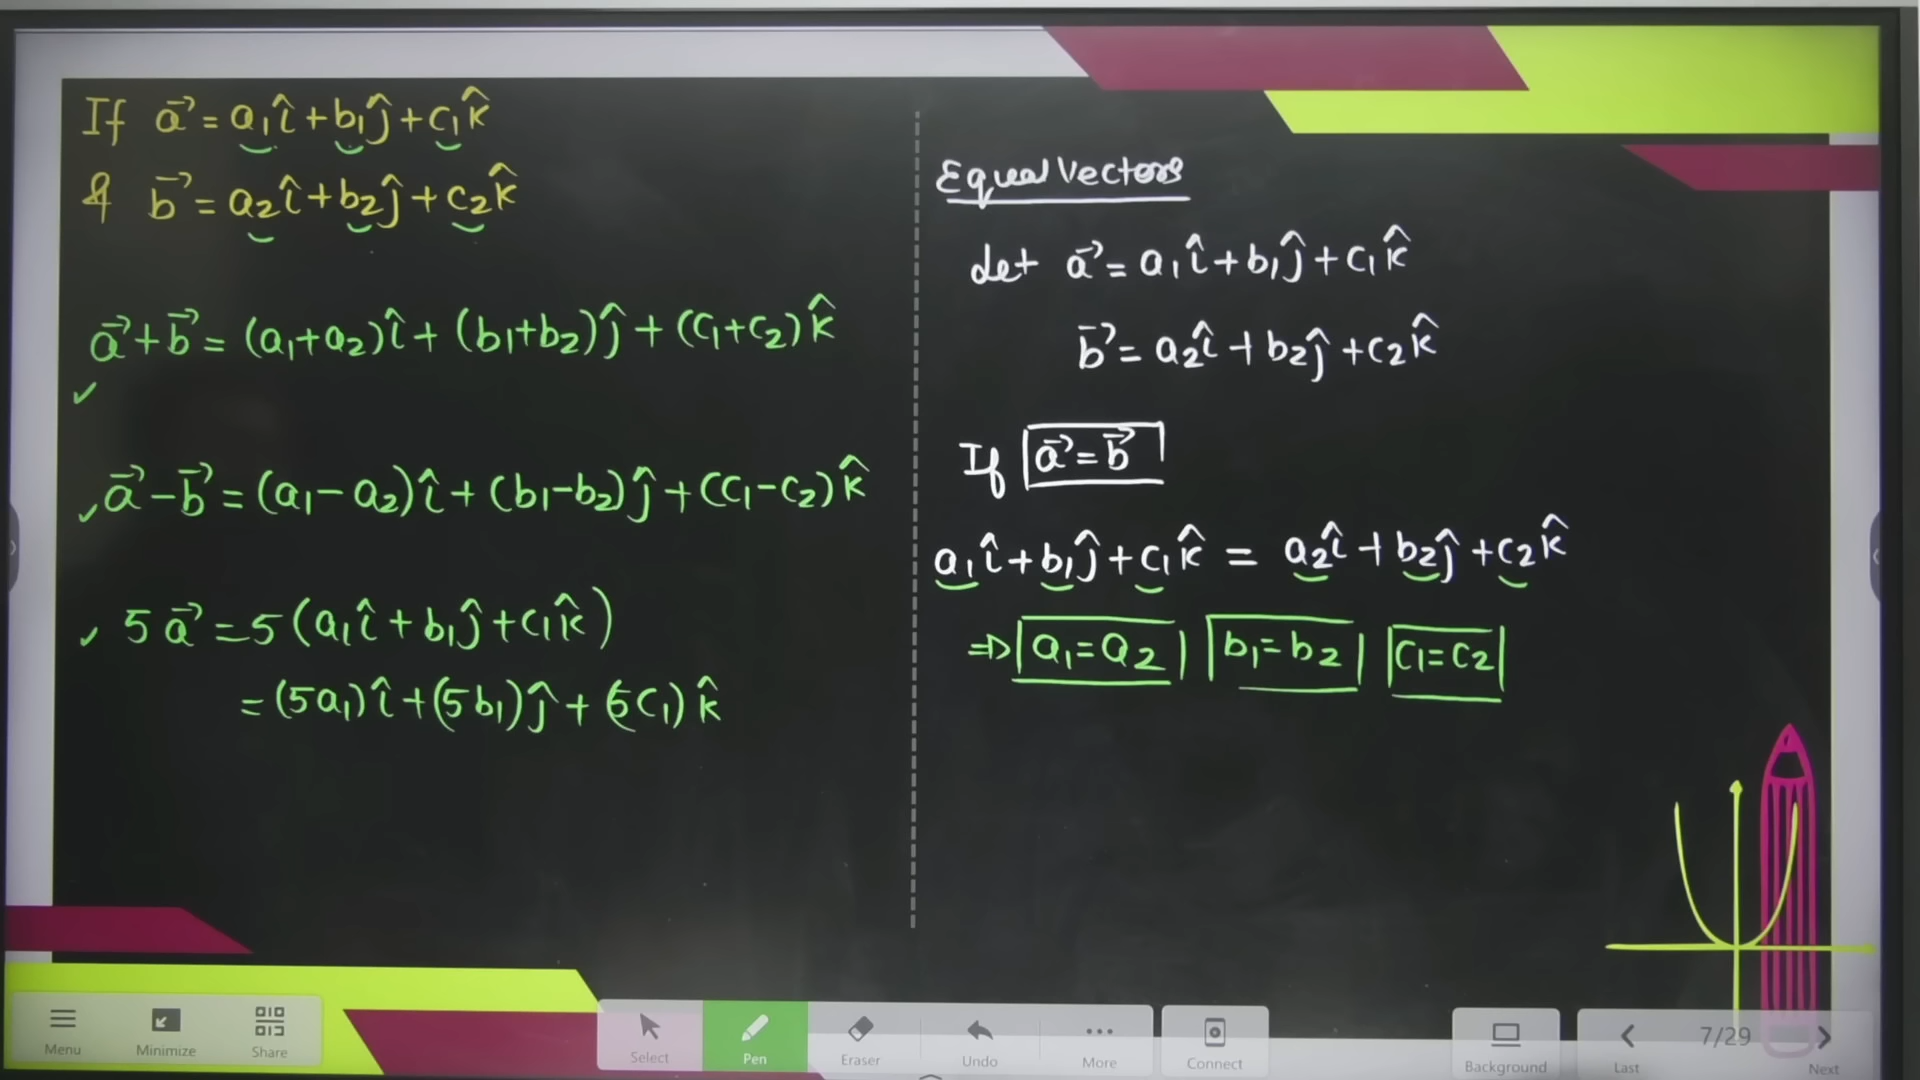 If a⃗ = a₁î + b₁ĵ + c₁k̂
& b⃗ = a₂î + b₂ĵ + c₂k̂
a⃗ + b⃗ = (a₁+a₂)î + (b₁+b₂)ĵ + (c₁+c₂)k̂
a⃗ − b⃗ = (a₁−a₂)î + (b₁−b₂)ĵ + (c₁−c₂)k̂
5a⃗ = 5(a₁î + b₁ĵ + c₁k̂)
= (5a₁)î + (5b₁)ĵ + (5c₁)k̂
Equal Vectors
Let a⃗ = a₁î + b₁ĵ + c₁k̂
b⃗ = a₂î + b₂ĵ + c₂k̂
If a⃗ = b⃗
a₁î + b₁ĵ + c₁k̂ = a₂î + b₂ĵ + c₂k̂
⇒ a₁=a₂ b₁=b₂ c₁=c₂
Menu Minimize Share Select Pen Eraser Undo More Connect Background Last 7/29 Next